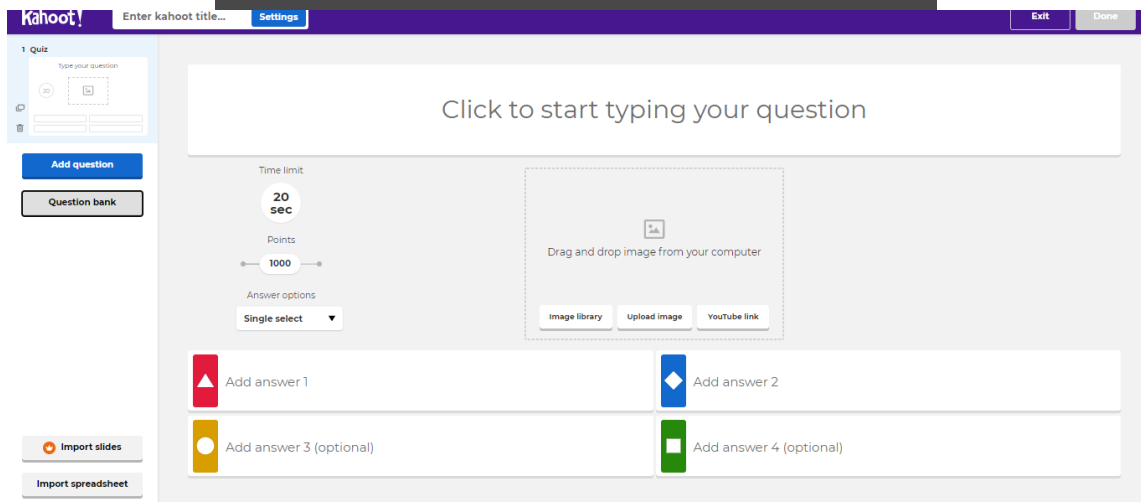 Kahoot!
Enter kahoot title...
Settings
Exit
Done
1 Quiz
Type your question
20
Add question
Question bank
Import slides
Import spreadsheet
Click to start typing your question
Time limit
20
sec
Points
1000
Answer options
Single select
Drag and drop image from your computer
Image library
Upload image
YouTube link
Add answer 1
Add answer 2
Add answer 3 (optional)
Add answer 4 (optional)